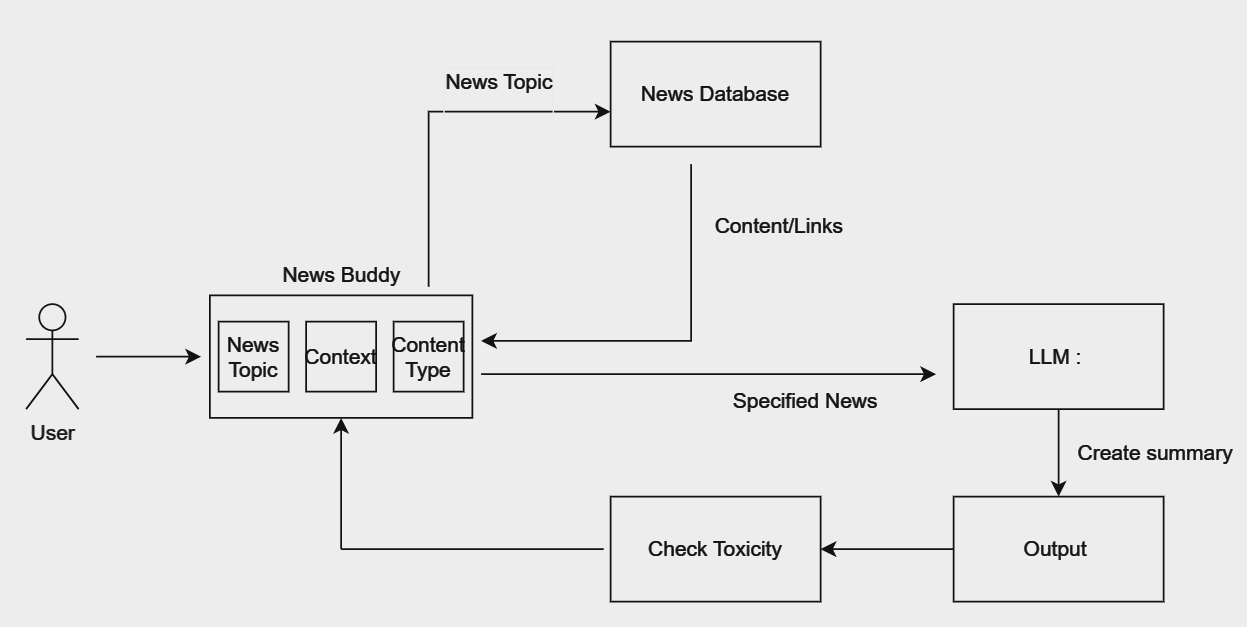 News Topic
News Database
Content/Links
News Buddy
News
Topic
Context
Content
Type
User
Specified News
LLM :
Create summary
Check Toxicity
Output